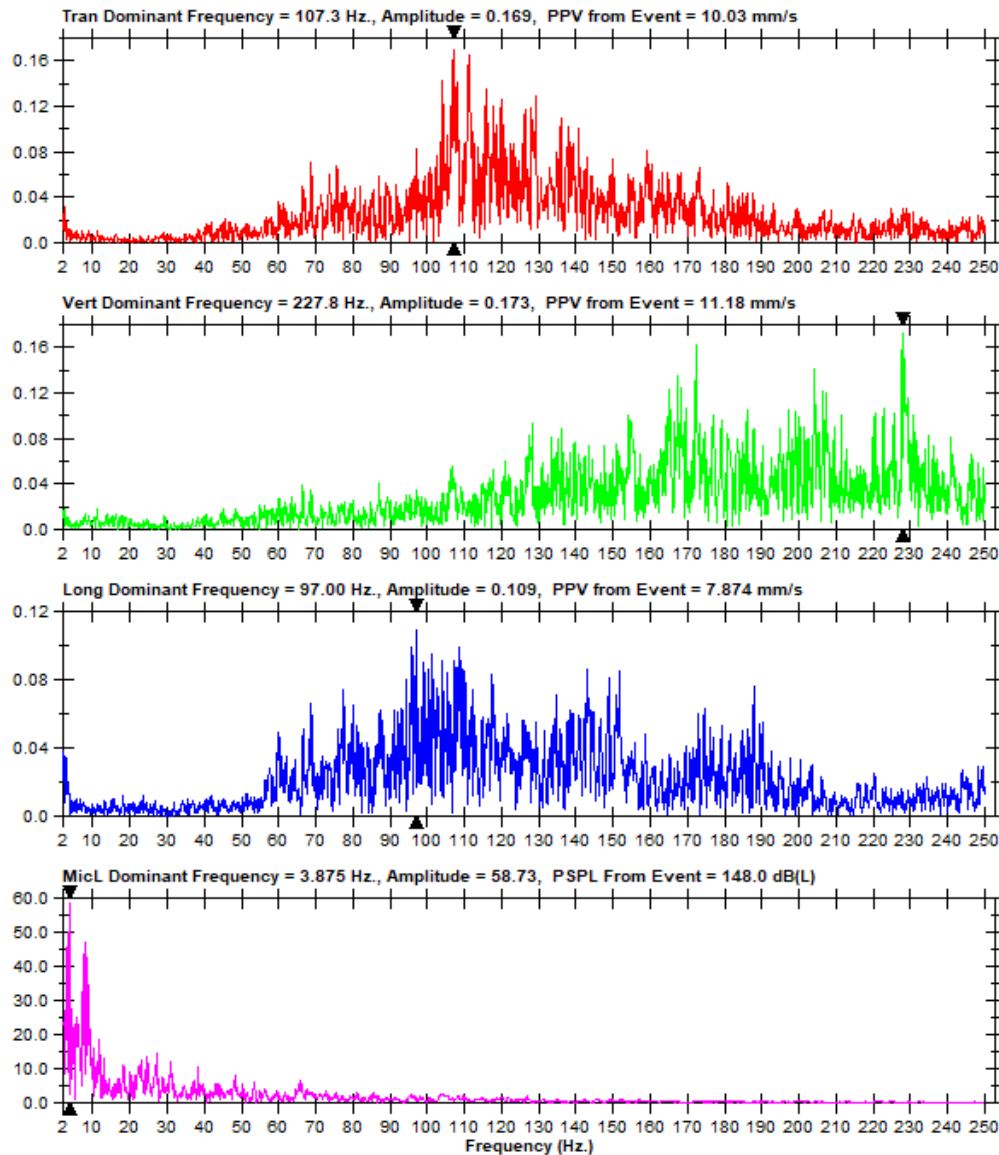 Tran Dominant Frequency = 107.3 Hz., Amplitude = 0.169, PPV from Event = 10.03 mm/s
0.16
0.12
0.08
0.04
0.0
2 10 20 30 40 50 60 70 80 90 100 110 120 130 140 150 160 170 180 190 200 210 220 230 240 250
Vert Dominant Frequency = 227.8 Hz., Amplitude = 0.173, PPV from Event = 11.18 mm/s
0.16
0.12
0.08
0.04
0.0
2 10 20 30 40 50 60 70 80 90 100 110 120 130 140 150 160 170 180 190 200 210 220 230 240 250
Long Dominant Frequency = 97.00 Hz., Amplitude = 0.109, PPV from Event = 7.874 mm/s
0.12
0.08
0.04
0.0
2 10 20 30 40 50 60 70 80 90 100 110 120 130 140 150 160 170 180 190 200 210 220 230 240 250
MicL Dominant Frequency = 3.875 Hz., Amplitude = 58.73, PSPL From Event = 148.0 dB(L)
60.0
50.0
40.0
30.0
20.0
10.0
0.0
2 10 20 30 40 50 60 70 80 90 100 110 120 130 140 150 160 170 180 190 200 210 220 230 240 250
Frequency (Hz.)